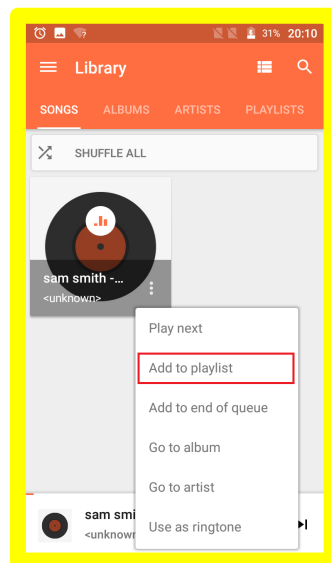 31% 20:10
Library
SONGS ALBUMS ARTISTS PLAYLISTS
SHUFFLE ALL
sam smith -...
<unknown>
Play next
Add to playlist
Add to end of queue
Go to album
Go to artist
Use as ringtone
sam smi
<unknown